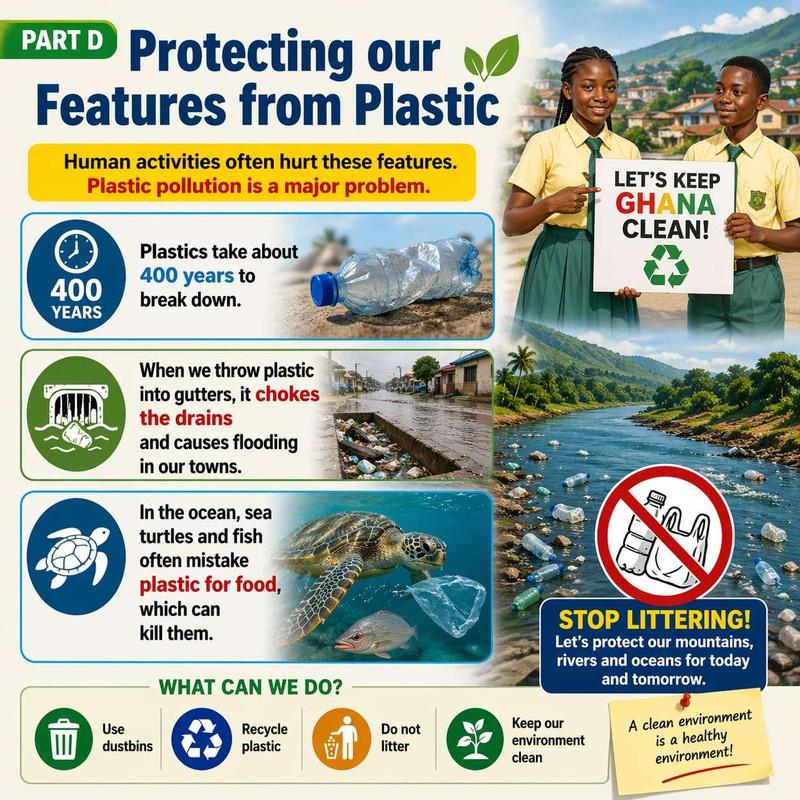 PART D
Protecting our
Features from Plastic
Human activities often hurt these features.
Plastic pollution is a major problem.
LET'S KEEP
GHANA
CLEAN!
400
YEARS
Plastics take about
400 years to
break down.
When we throw plastic
into gutters, it chokes
the drains
and causes flooding
in our towns.
In the ocean, sea
turtles and fish
often mistake
plastic for food,
which can
kill them.
STOP LITTERING!
Let's protect our mountains,
rivers and oceans for today
and tomorrow.
WHAT CAN WE DO?
Use
dustbins
Recycle
plastic
Do not
litter
Keep our
environment
clean
A clean environment
is a healthy
environment!